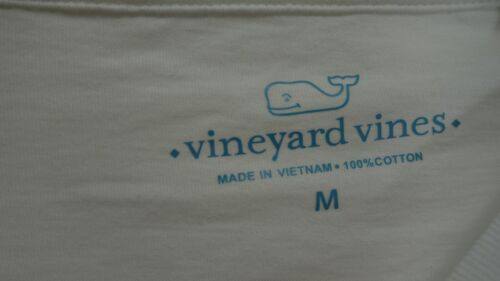 • vineyard vines •
MADE IN VIETNAM • 100%COTTON
M